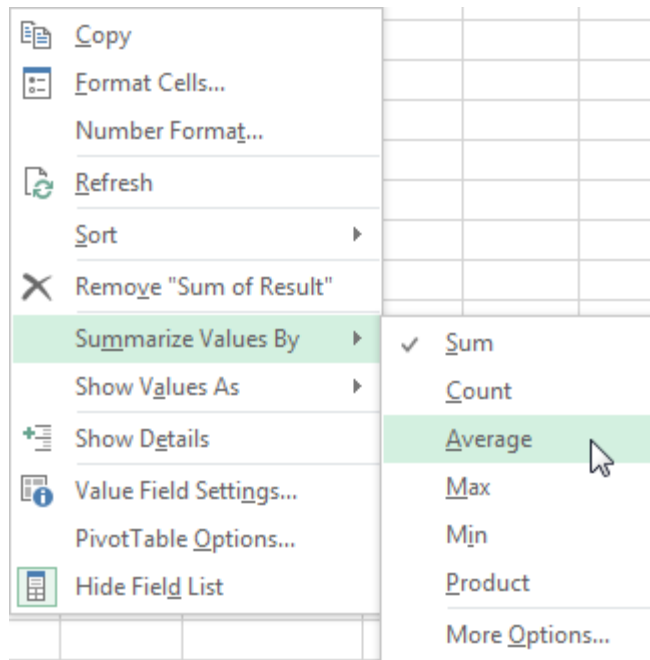 Copy
Format Cells...
Number Format...
Refresh
Sort
Remove "Sum of Result"
Summarize Values By
Show Values As
Show Details
Value Field Settings...
PivotTable Options...
Hide Field List
Sum
Count
Average
Max
Min
Product
More Options...